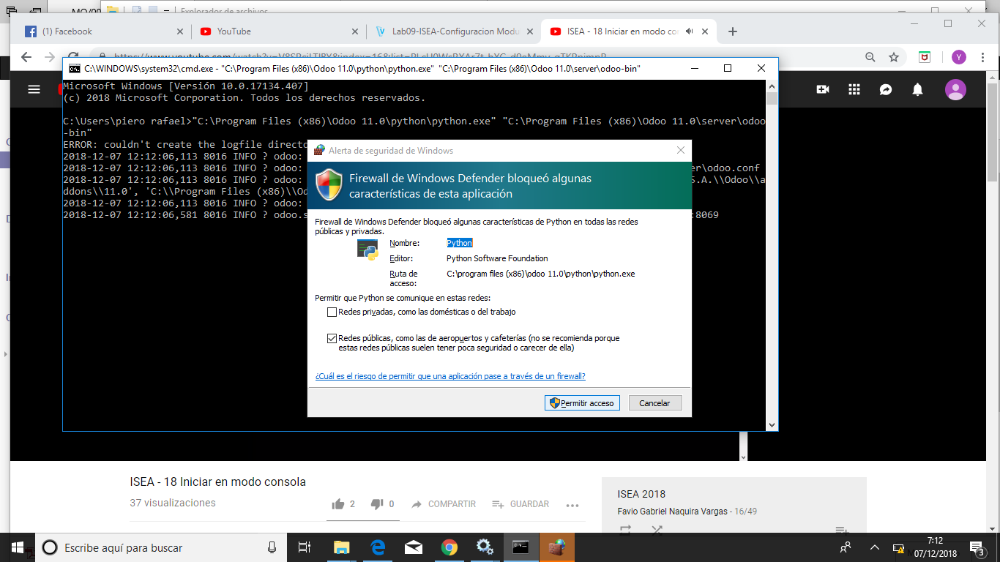 MO/00
Explorador de archivos
(1) Facebook
YouTube
Lab09-ISEA-Configuracion Modu
ISEA - 18 Iniciar en modo co
Y
C:\WINDOWS\system32\cmd.exe - "C:\Program Files (x86)\Odoo 11.0\python\python.exe" "C:\Program Files (x86)\Odoo 11.0\server\odoo-bin"
Microsoft Windows [Versión 10.0.17134.407]
(c) 2018 Microsoft Corporation. Todos los derechos reservados.
C:\Users\piero rafael>"C:\Program Files (x86)\Odoo 11.0\python\python.exe" "C:\Program Files (x86)\Odoo 11.0\server\odoo
-bin"
ERROR: couldn't create the logfile directo
2018-12-07 12:12:06,113 8016 INFO ? odoo:
2018-12-07 12:12:06,113 8016 INFO ? odoo: er\odoo.conf
2018-12-07 12:12:06,113 8016 INFO ? odoo: S.A.\\Odoo\\a
ddons\\11.0', 'C:\\Program Files (x86)\\Od
2018-12-07 12:12:06,113 8016 INFO ? odoo:
2018-12-07 12:12:06,581 8016 INFO ? odoo.s :8069
Alerta de seguridad de Windows
Firewall de Windows Defender bloqueó algunas
características de esta aplicación
Firewall de Windows Defender bloqueó algunas características de Python en todas las redes
públicas y privadas.
Nombre: Python
Editor: Python Software Foundation
Ruta de C:\program files (x86)\odoo 11.0\python\python.exe
acceso:
Permitir que Python se comunique en estas redes:
Redes privadas, como las domésticas o del trabajo
Redes públicas, como las de aeropuertos y cafeterías (no se recomienda porque
estas redes públicas suelen tener poca seguridad o carecer de ella)
¿Cuál es el riesgo de permitir que una aplicación pase a través de un firewall?
Permitir acceso Cancelar
ISEA - 18 Iniciar en modo consola
37 visualizaciones
2 0 COMPARTIR GUARDAR
ISEA 2018
Favio Gabriel Naquira Vargas - 16/49
Escribe aquí para buscar
7:12
07/12/2018
3